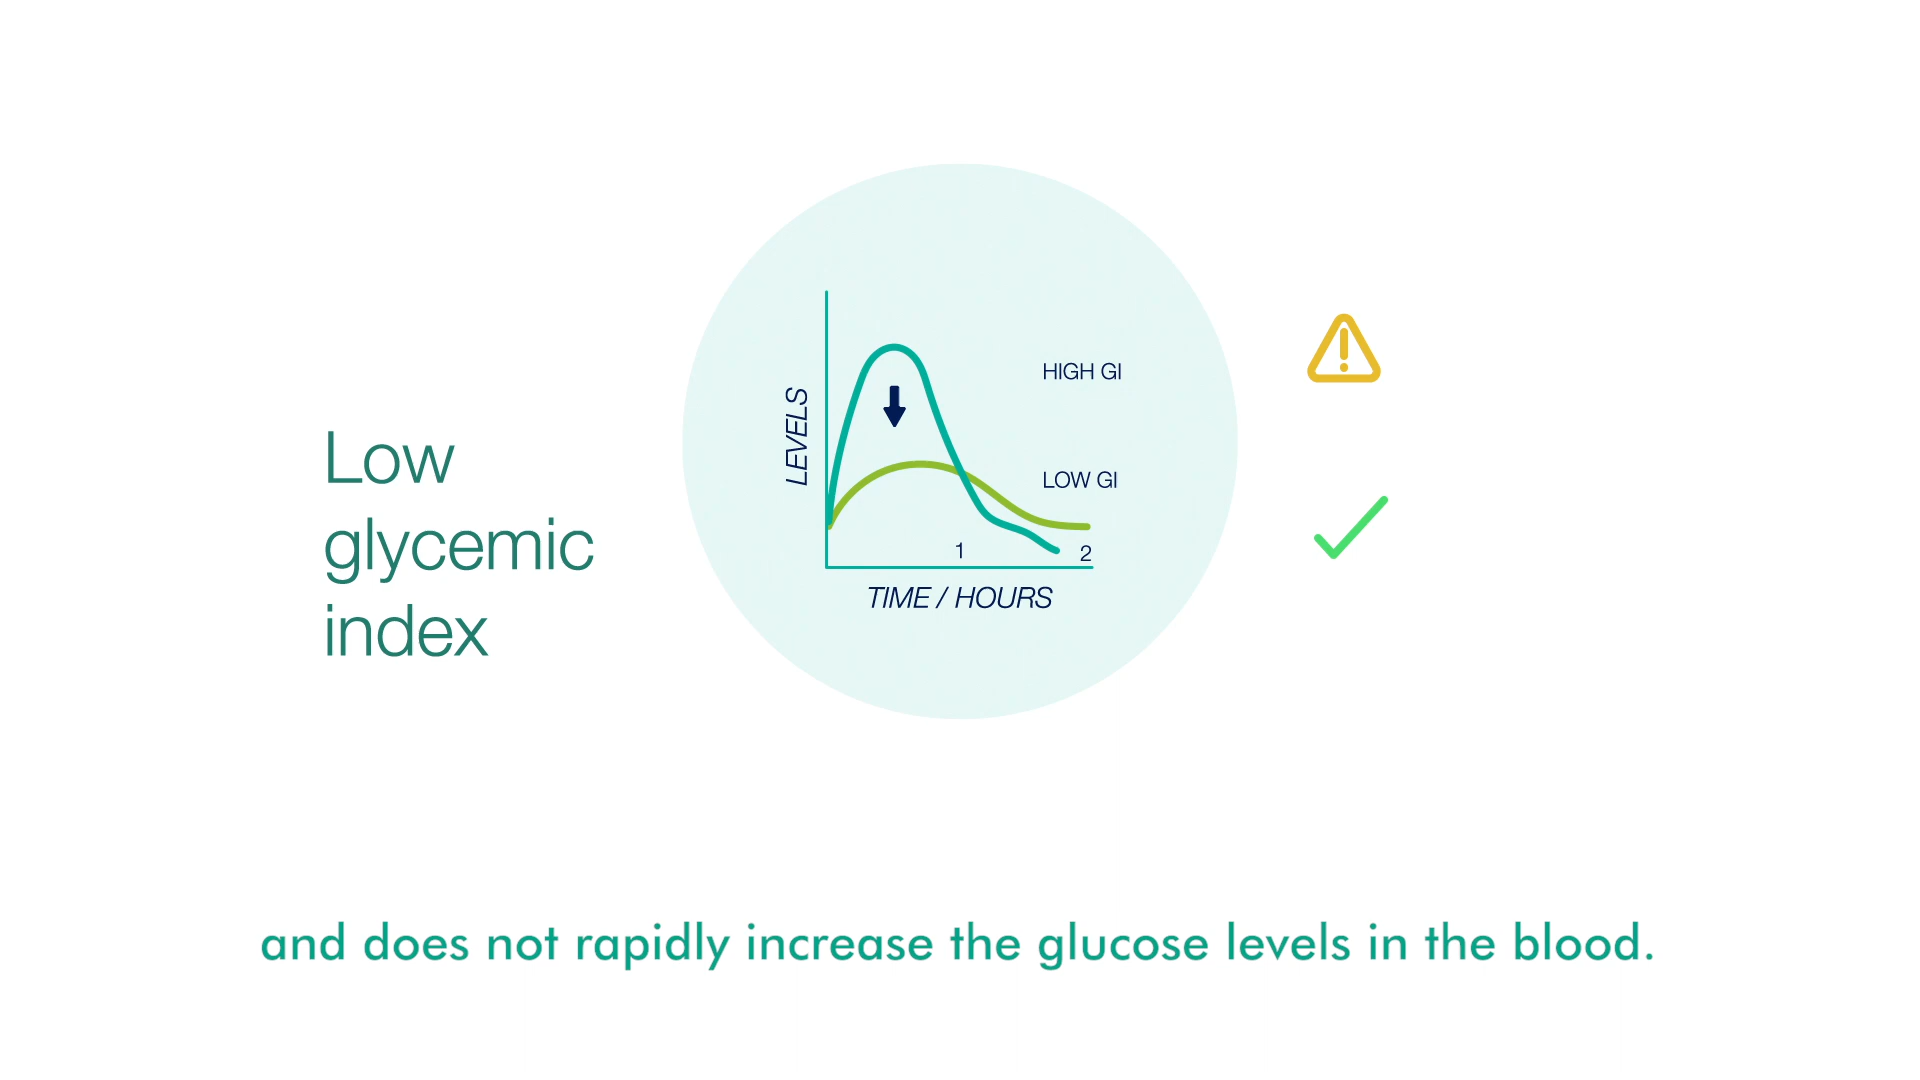 Low
glycemic
index
LEVELS
HIGH GI
LOW GI
1
2
TIME / HOURS
and does not rapidly increase the glucose levels in the blood.